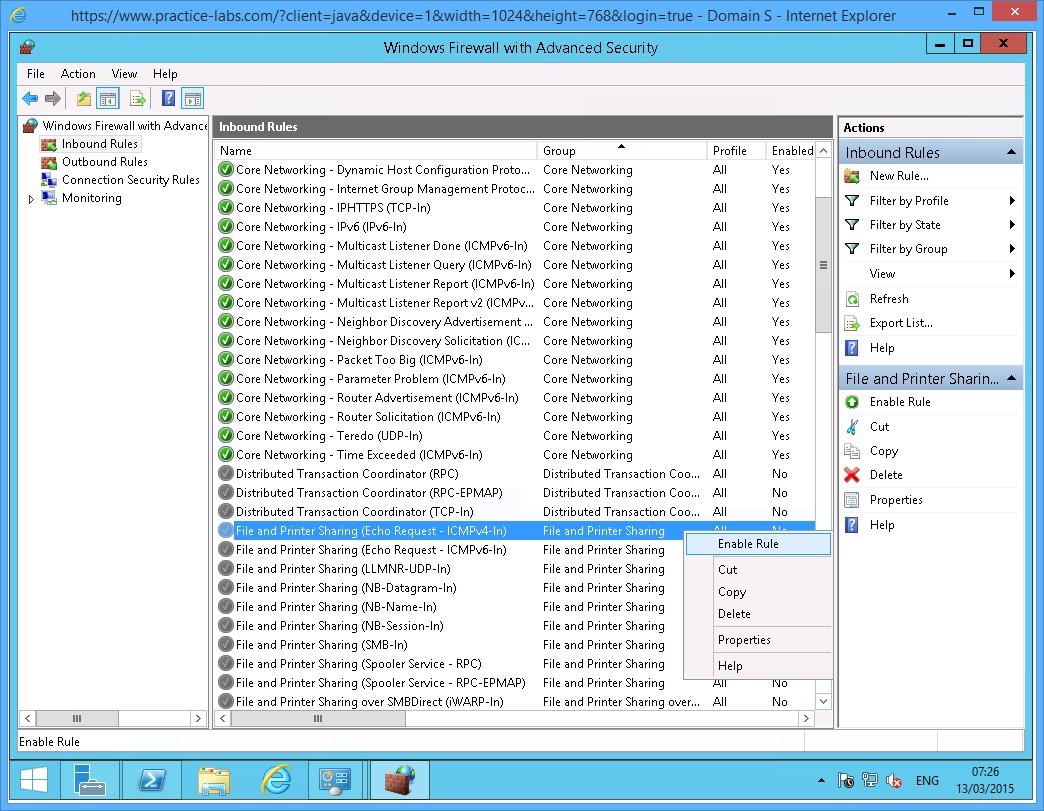 https://www.practice-labs.com/?client=java&device=1&width=1024&height=768&login=true - Domain S - Internet Explorer
Windows Firewall with Advanced Security
File Action View Help
Windows Firewall with Advance
Inbound Rules
Outbound Rules
Connection Security Rules
Monitoring
Inbound Rules
Name Group Profile Enabled
Core Networking - Dynamic Host Configuration Proto... Core Networking All Yes
Core Networking - Internet Group Management Protoc... Core Networking All Yes
Core Networking - IPHTTPS (TCP-In) Core Networking All Yes
Core Networking - IPv6 (IPv6-In) Core Networking All Yes
Core Networking - Multicast Listener Done (ICMPv6-In) Core Networking All Yes
Core Networking - Multicast Listener Query (ICMPv6-In) Core Networking All Yes
Core Networking - Multicast Listener Report (ICMPv6-In) Core Networking All Yes
Core Networking - Multicast Listener Report v2 (ICMPv... Core Networking All Yes
Core Networking - Neighbor Discovery Advertisement ... Core Networking All Yes
Core Networking - Neighbor Discovery Solicitation (IC... Core Networking All Yes
Core Networking - Packet Too Big (ICMPv6-In) Core Networking All Yes
Core Networking - Parameter Problem (ICMPv6-In) Core Networking All Yes
Core Networking - Router Advertisement (ICMPv6-In) Core Networking All Yes
Core Networking - Router Solicitation (ICMPv6-In) Core Networking All Yes
Core Networking - Teredo (UDP-In) Core Networking All Yes
Core Networking - Time Exceeded (ICMPv6-In) Core Networking All Yes
Distributed Transaction Coordinator (RPC) Distributed Transaction Coo... All No
Distributed Transaction Coordinator (RPC-EPMAP) Distributed Transaction Coo... All No
Distributed Transaction Coordinator (TCP-In) Distributed Transaction Coo... All No
File and Printer Sharing (Echo Request - ICMPv4-In) File and Printer Sharing All No
File and Printer Sharing (Echo Request - ICMPv6-In) File and Printer Sharing
File and Printer Sharing (LLMNR-UDP-In) File and Printer Sharing
File and Printer Sharing (NB-Datagram-In) File and Printer Sharing
File and Printer Sharing (NB-Name-In) File and Printer Sharing
File and Printer Sharing (NB-Session-In) File and Printer Sharing
File and Printer Sharing (SMB-In) File and Printer Sharing
File and Printer Sharing (Spooler Service - RPC) File and Printer Sharing
File and Printer Sharing (Spooler Service - RPC-EPMAP) File and Printer Sharing All No
File and Printer Sharing over SMBDirect (iWARP-In) File and Printer Sharing over... All No
Enable Rule
Cut
Copy
Delete
Properties
Help
Actions
Inbound Rules
New Rule...
Filter by Profile
Filter by State
Filter by Group
View
Refresh
Export List...
Help
File and Printer Sharin...
Enable Rule
Cut
Copy
Delete
Properties
Help
Enable Rule
ENG
07:26
13/03/2015